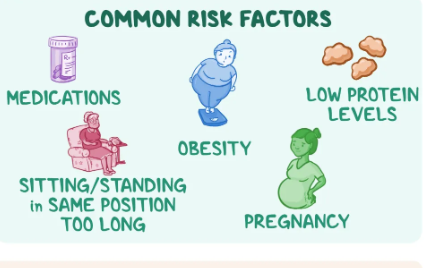 COMMON RISK FACTORS
MEDICATIONS
OBESITY
LOW PROTEIN
LEVELS
SITTING/STANDING
in SAME POSITION
TOO LONG
PREGNANCY